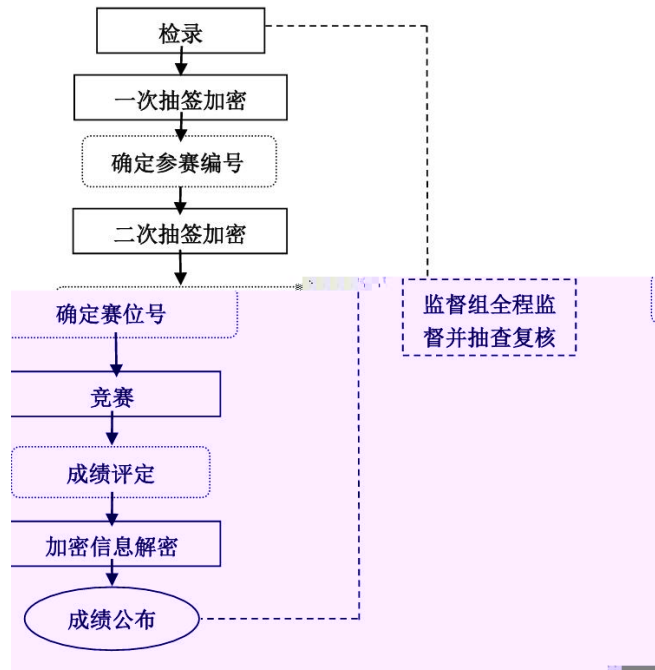 检录
一次抽签加密
确定参赛编号
二次抽签加密
确定赛位号
监督组全程监
督并抽查复核
竞赛
成绩评定
加密信息解密
成绩公布